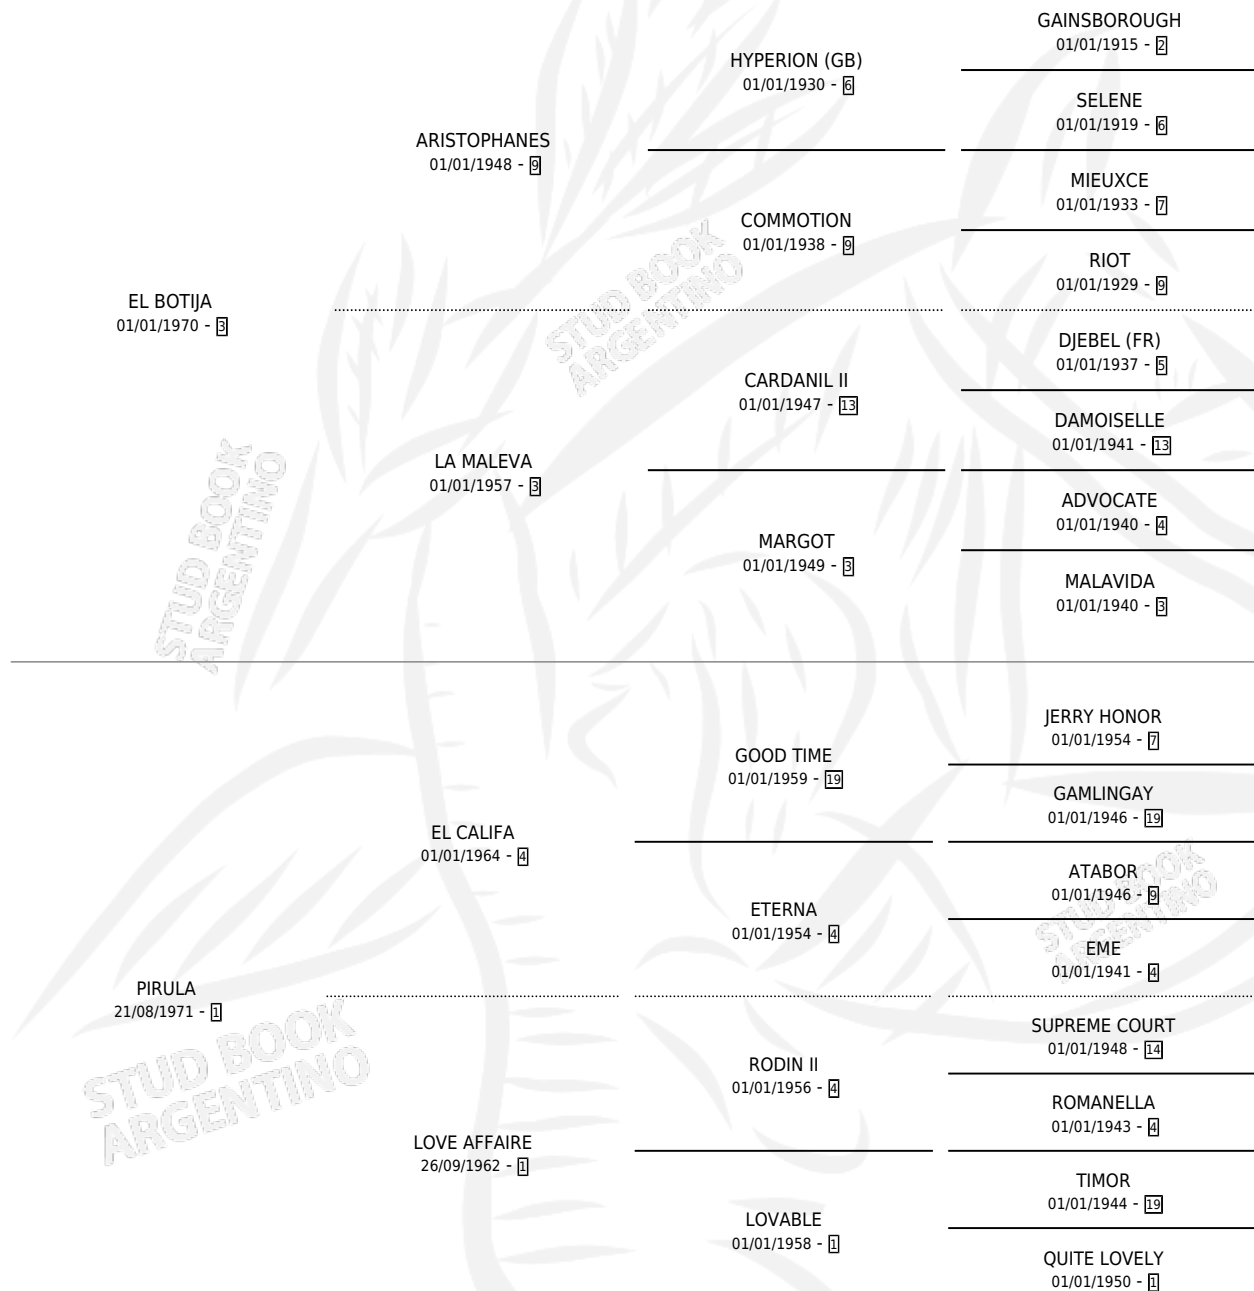 GAINSBOROUGH
01/01/1915 - 2
HYPERION (GB)
01/01/1930 - 6
SELENE
01/01/1919 - 6
ARISTOPHANES
01/01/1948 - 9
MIEUXCE
01/01/1933 - 7
COMMOTION
01/01/1938 - 9
RIOT
01/01/1929 - 9
EL BOTIJA
01/01/1970 - 3
DJEBEL (FR)
01/01/1937 - 5
CARDANIL II
01/01/1947 - 13
DAMOISELLE
01/01/1941 - 13
LA MALEVA
01/01/1957 - 3
ADVOCATE
01/01/1940 - 4
MARGOT
01/01/1949 - 3
MALAVIDA
01/01/1940 - 3
JERRY HONOR
01/01/1954 - 7
GOOD TIME
01/01/1959 - 19
GAMLINGAY
01/01/1946 - 19
EL CALIFA
01/01/1964 - 4
ATABOR
01/01/1946 - 9
ETERNA
01/01/1954 - 4
EME
01/01/1941 - 4
PIRULA
21/08/1971 - 1
SUPREME COURT
01/01/1948 - 14
RODIN II
01/01/1956 - 4
ROMANELLA
01/01/1943 - 4
LOVE AFFAIRE
26/09/1962 - 1
TIMOR
01/01/1944 - 19
LOVABLE
01/01/1958 - 1
QUITE LOVELY
01/01/1950 - 1
STUD BOOK
ARGENTINO
STUD BOOK
ARGENTINO
STUD BOOK
ARGENTINO
STUD BOOK
ARGENTINO